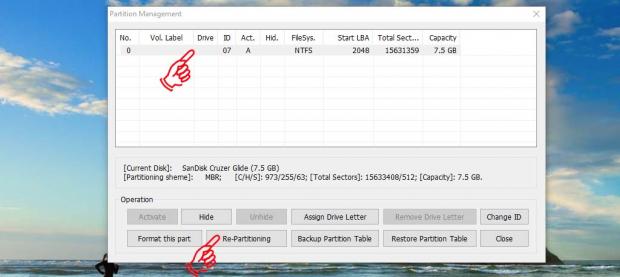 Partition Management
No. Vol. Label Drive ID Act. Hid. FileSys. Start LBA Total Sect... Capacity
0 07 A NTFS 2048 15631359 7.5 GB
[Current Disk]: SanDisk Cruzer Glide (7.5 GB)
[Partitioning sheme]: MBR; [C/H/S]: 973/255/63; [Total Sectors]: 15633408/512; [Capacity]: 7.5 GB.
Operation
Activate Hide Unhide Assign Drive Letter Remove Drive Letter Change ID
Format this part Re-Partitioning Backup Partition Table Restore Partition Table Close